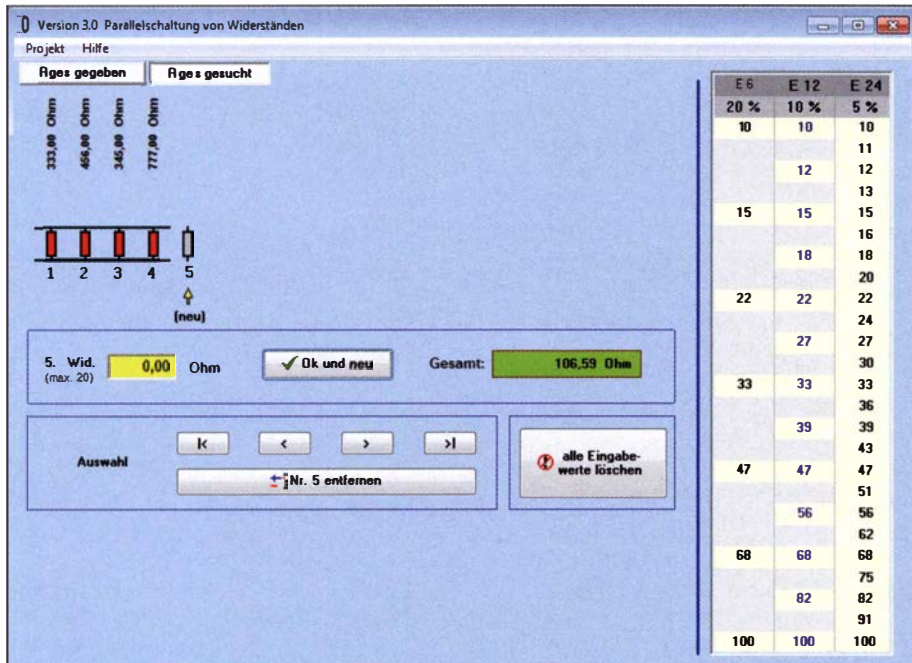 Version 3.0 Parallelschaltung von Widerständen
Projekt Hilfe
Rges gegeben Rges gesucht
333,00 Ohm
456,00 Ohm
345,00 Ohm
777,00 Ohm
1 2 3 4 5
(neu)
5. Wid.
(max. 20)
0,00 Ohm
Ok und neu
Gesamt: 106,59 Ohm
Auswahl
|< < > >|
Nr. 5 entfernen
alle Eingabe-
werte löschen
E 6 E 12 E 24
20 % 10 % 5 %
10 10 10
11
12 12
13
15 15 15
16
18 18
20
22 22 22
24
27 27
30
33 33 33
36
39 39
43
47 47 47
51
56 56
62
68 68 68
75
82 82
91
100 100 100